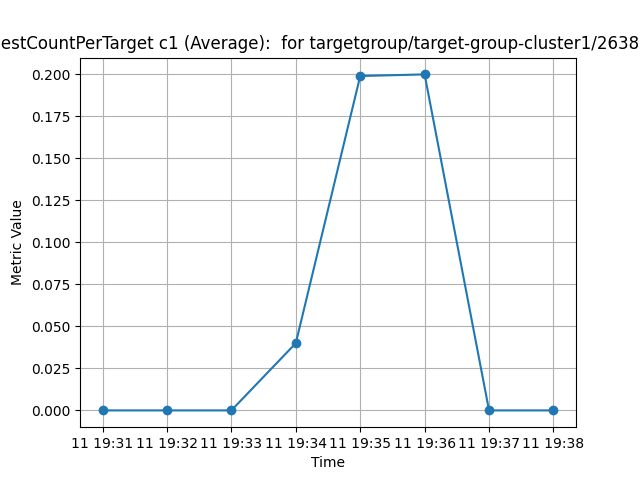 estCountPerTarget c1 (Average):  for targetgroup/target-group-cluster1/2638
0.200
0.175
0.150
0.125
0.100
0.075
0.050
0.025
0.000
Metric Value
11 19:31 11 19:32 11 19:33 11 19:34 11 19:35 11 19:36 11 19:37 11 19:38
Time